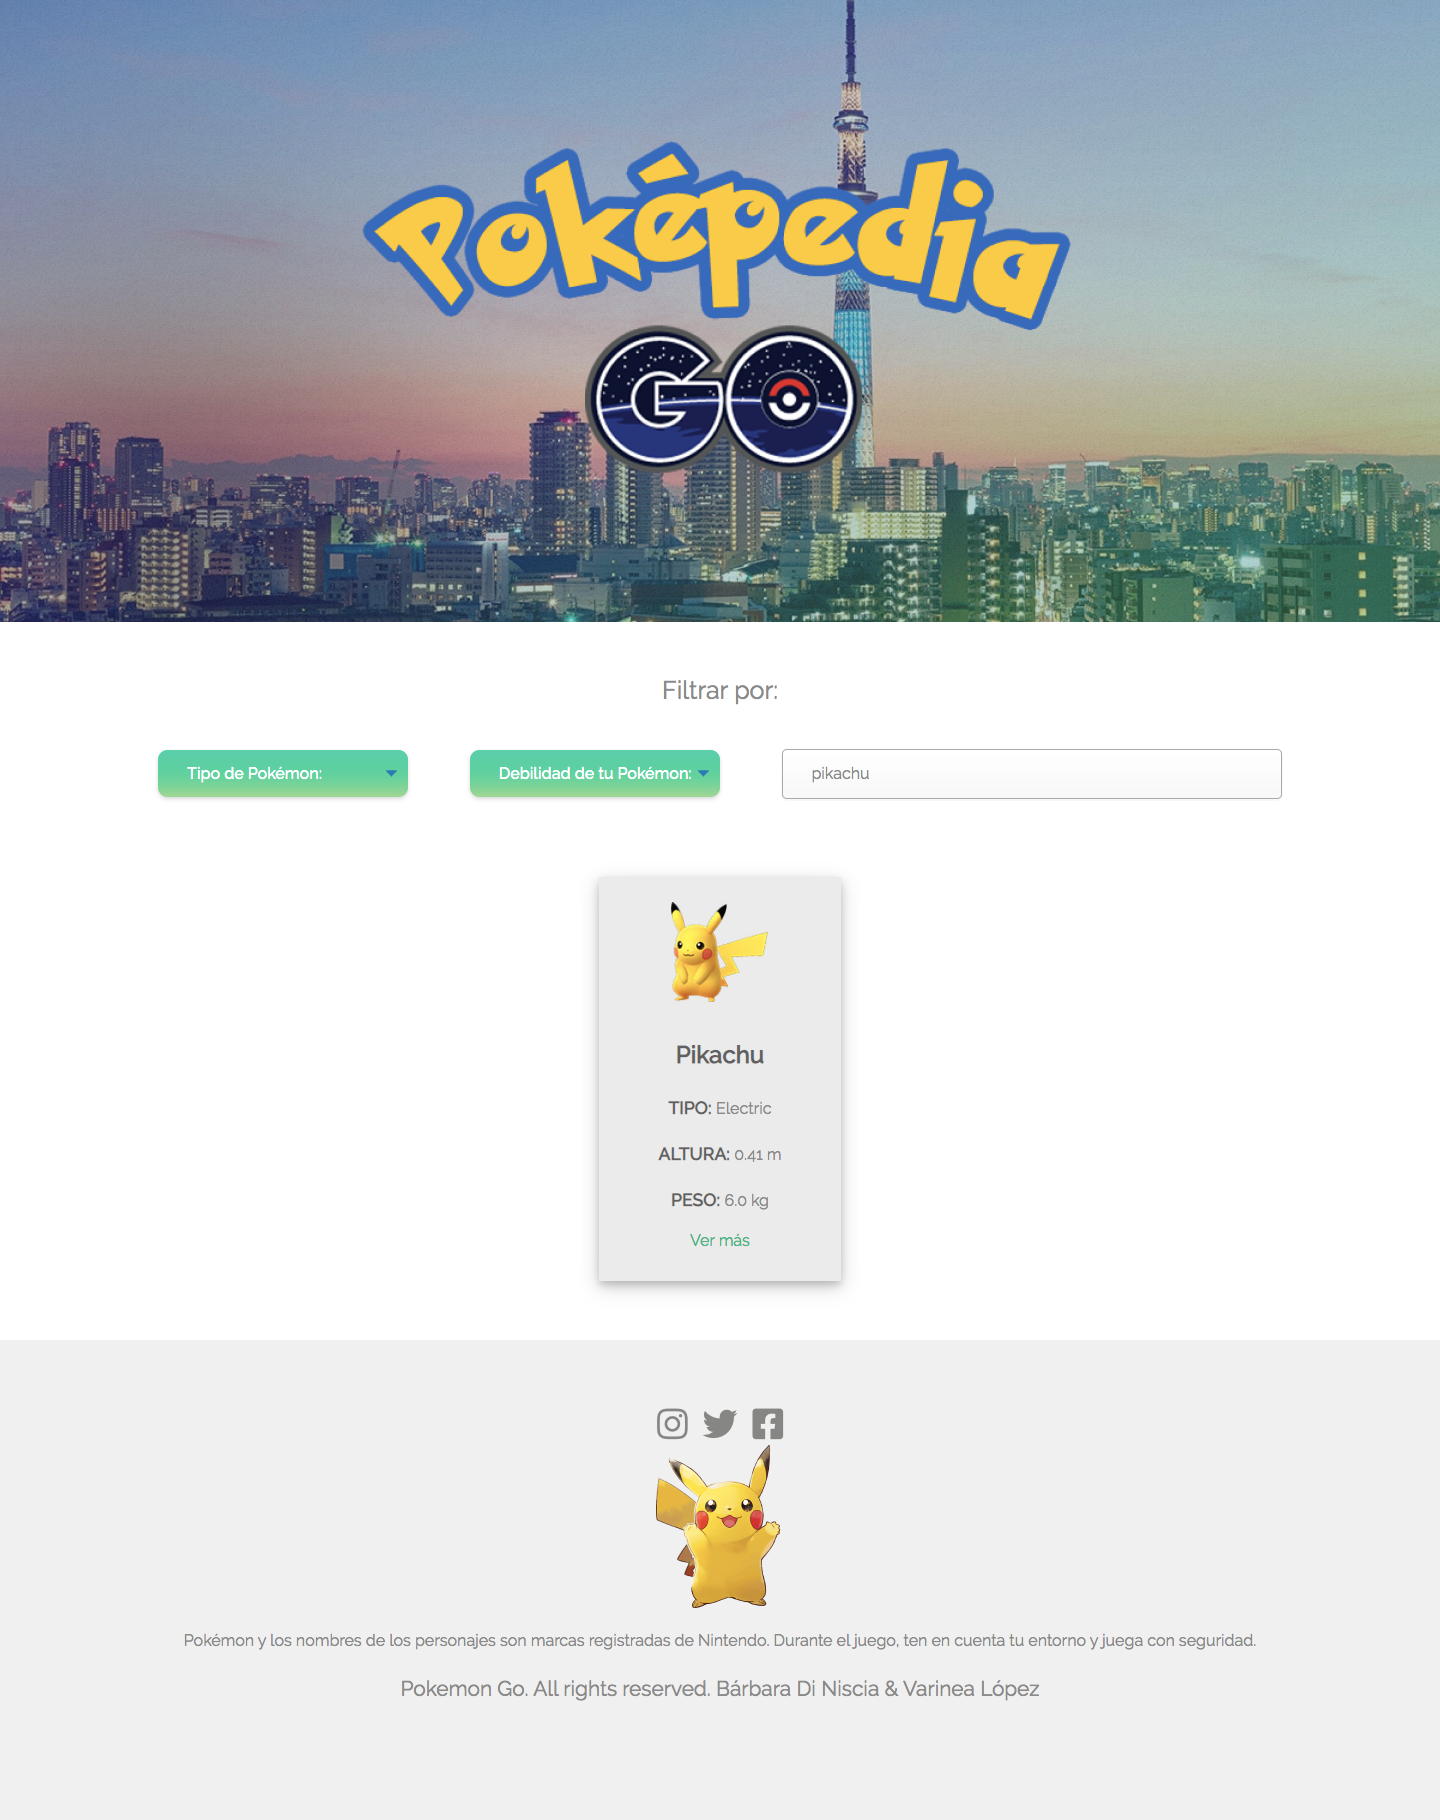 Poképedia
GO
Filtrar por:
Tipo de Pokémon:
Debilidad de tu Pokémon:
pikachu
Pikachu
TIPO: Electric
ALTURA: 0.41 m
PESO: 6.0 kg
Ver más
Pokémon y los nombres de los personajes son marcas registradas de Nintendo. Durante el juego, ten en cuenta tu entorno y juega con seguridad.
Pokemon Go. All rights reserved. Bárbara Di Niscia & Varinea López